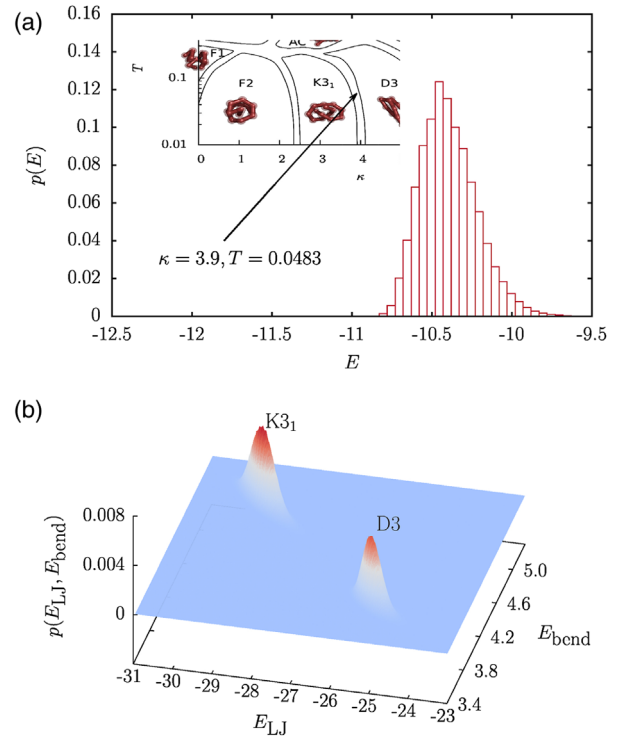 (a)
0.16
0.14
0.12
0.1
0.08
0.06
0.04
0.02
0
p(E)
-12.5 -12 -11.5 -11 -10.5 -10 -9.5
E
T
0.1
0.01
F1
AC
F2
K3₁
D3
0 1 2 3 4
κ
κ = 3.9, T = 0.0483
(b)
K3₁
D3
0.008
0.004
0
p(E_LJ, E_bend)
-31 -30 -29 -28 -27 -26 -25 -24 -23
E_LJ
5.0
4.6
4.2
3.8
3.4
E_bend